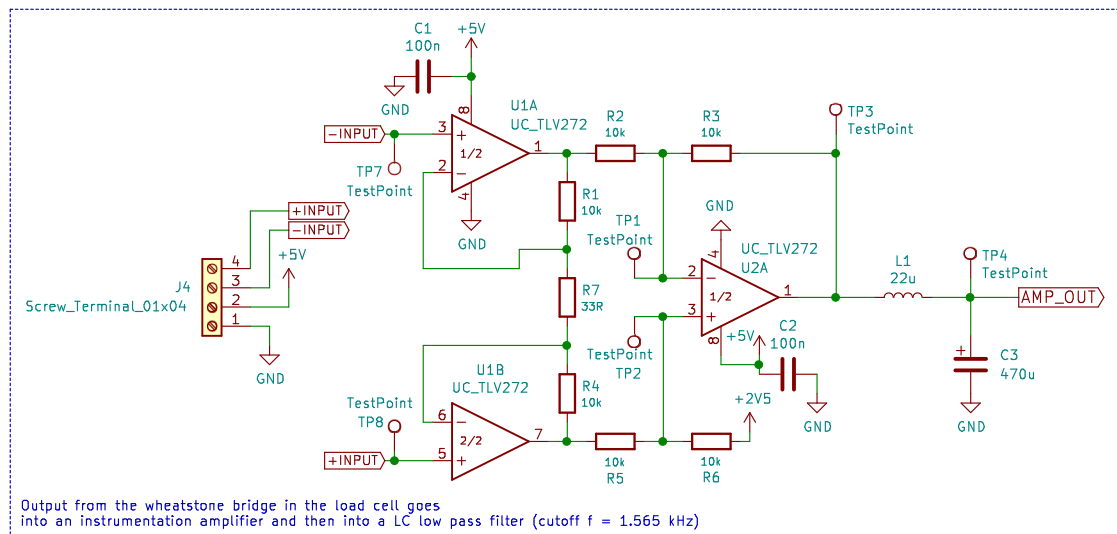 C1
100n
+5V
GND
U1A
UC_TLV272
R2
10k
R3
10k
TP3
TestPoint
-INPUT
3
+
1/2
2
-
8
4
1
TP7
TestPoint
GND
R1
10k
+INPUT
-INPUT
+5V
4
3
2
1
J4
Screw_Terminal_01x04
GND
R7
33R
TP1
TestPoint
GND
4
UC_TLV272
U2A
2
-
1/2
3
+
1
8
TestPoint
TP2
+5V
C2
100n
GND
L1
22u
TP4
TestPoint
AMP_OUT
+
C3
470u
GND
U1B
UC_TLV272
R4
10k
+2V5
TestPoint
TP8
6
-
2/2
5
+
7
+INPUT
10k
R5
10k
R6
Output from the wheatstone bridge in the load cell goes
into an instrumentation amplifier and then into a LC low pass filter (cutoff f = 1.565 kHz)